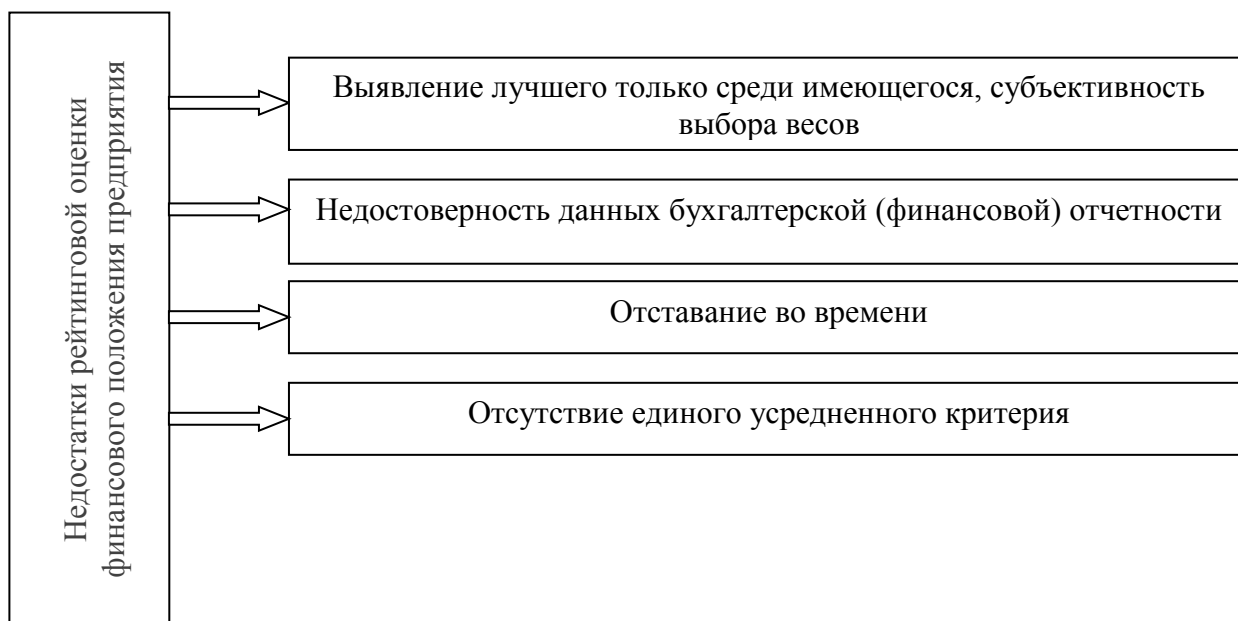 Недостатки рейтинговой оценки
финансового положения предприятия
Выявление лучшего только среди имеющегося, субъективность
выбора весов
Недостоверность данных бухгалтерской (финансовой) отчетности
Отставание во времени
Отсутствие единого усредненного критерия